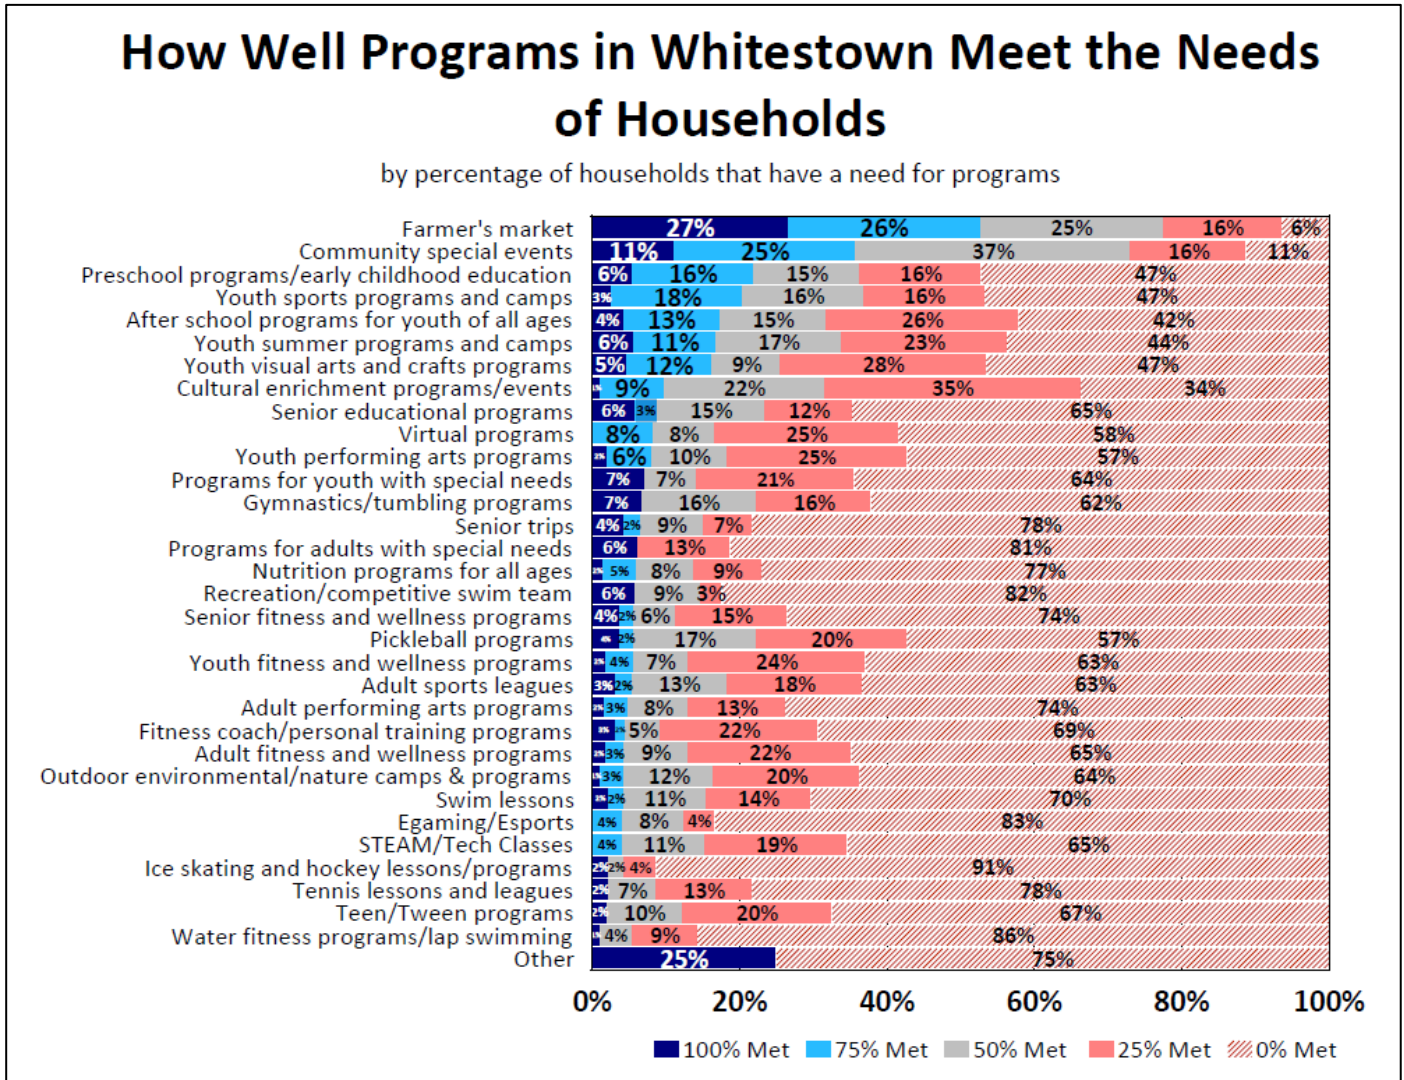 How Well Programs in Whitestown Meet the Needs
of Households
by percentage of households that have a need for programs
Farmer's market 27% 26% 25% 16% 6%
Community special events 11% 25% 37% 16% 11%
Preschool programs/early childhood education 6% 16% 15% 16% 47%
Youth sports programs and camps 3% 18% 16% 16% 47%
After school programs for youth of all ages 4% 13% 15% 26% 42%
Youth summer programs and camps 6% 11% 17% 23% 44%
Youth visual arts and crafts programs 5% 12% 9% 28% 47%
Cultural enrichment programs/events 1% 9% 22% 35% 34%
Senior educational programs 6% 3% 15% 12% 65%
Virtual programs 8% 8% 25% 58%
Youth performing arts programs 2% 6% 10% 25% 57%
Programs for youth with special needs 7% 7% 21% 64%
Gymnastics/tumbling programs 7% 16% 16% 62%
Senior trips 4% 2% 9% 7% 78%
Programs for adults with special needs 6% 13% 81%
Nutrition programs for all ages 5% 8% 9% 77%
Recreation/competitive swim team 6% 9% 3% 82%
Senior fitness and wellness programs 4% 2% 6% 15% 74%
Pickleball programs 4% 2% 17% 20% 57%
Youth fitness and wellness programs 2% 4% 7% 24% 63%
Adult sports leagues 3% 2% 13% 18% 63%
Adult performing arts programs 2% 3% 8% 13% 74%
Fitness coach/personal training programs 3% 5% 22% 69%
Adult fitness and wellness programs 2% 3% 9% 22% 65%
Outdoor environmental/nature camps & programs 1% 3% 12% 20% 64%
Swim lessons 2% 11% 14% 70%
Egaming/Esports 4% 8% 4% 83%
STEAM/Tech Classes 4% 11% 19% 65%
Ice skating and hockey lessons/programs 2% 2% 4% 91%
Tennis lessons and leagues 2% 7% 13% 78%
Teen/Tween programs 2% 10% 20% 67%
Water fitness programs/lap swimming 1% 4% 9% 86%
Other 25% 75%
0% 20% 40% 60% 80% 100%
100% Met 75% Met 50% Met 25% Met 0% Met